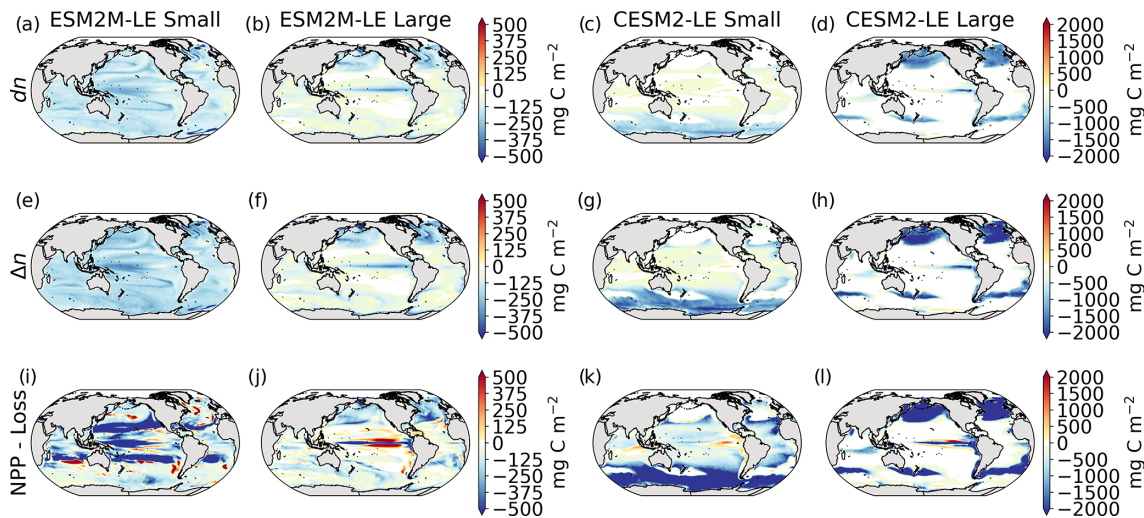 (a) ESM2M-LE Small
(b) ESM2M-LE Large
(c) CESM2-LE Small
(d) CESM2-LE Large
dn
500
375
250
125
0
−125
−250
−375
−500
mg C m⁻²
2000
1500
1000
500
0
−500
−1000
−1500
−2000
mg C m⁻²
(e)
(f)
(g)
(h)
Δn
500
375
250
125
0
−125
−250
−375
−500
mg C m⁻²
2000
1500
1000
500
0
−500
−1000
−1500
−2000
mg C m⁻²
(i)
(j)
(k)
(l)
NPP - Loss
500
375
250
125
0
−125
−250
−375
−500
mg C m⁻²
2000
1500
1000
500
0
−500
−1000
−1500
−2000
mg C m⁻²